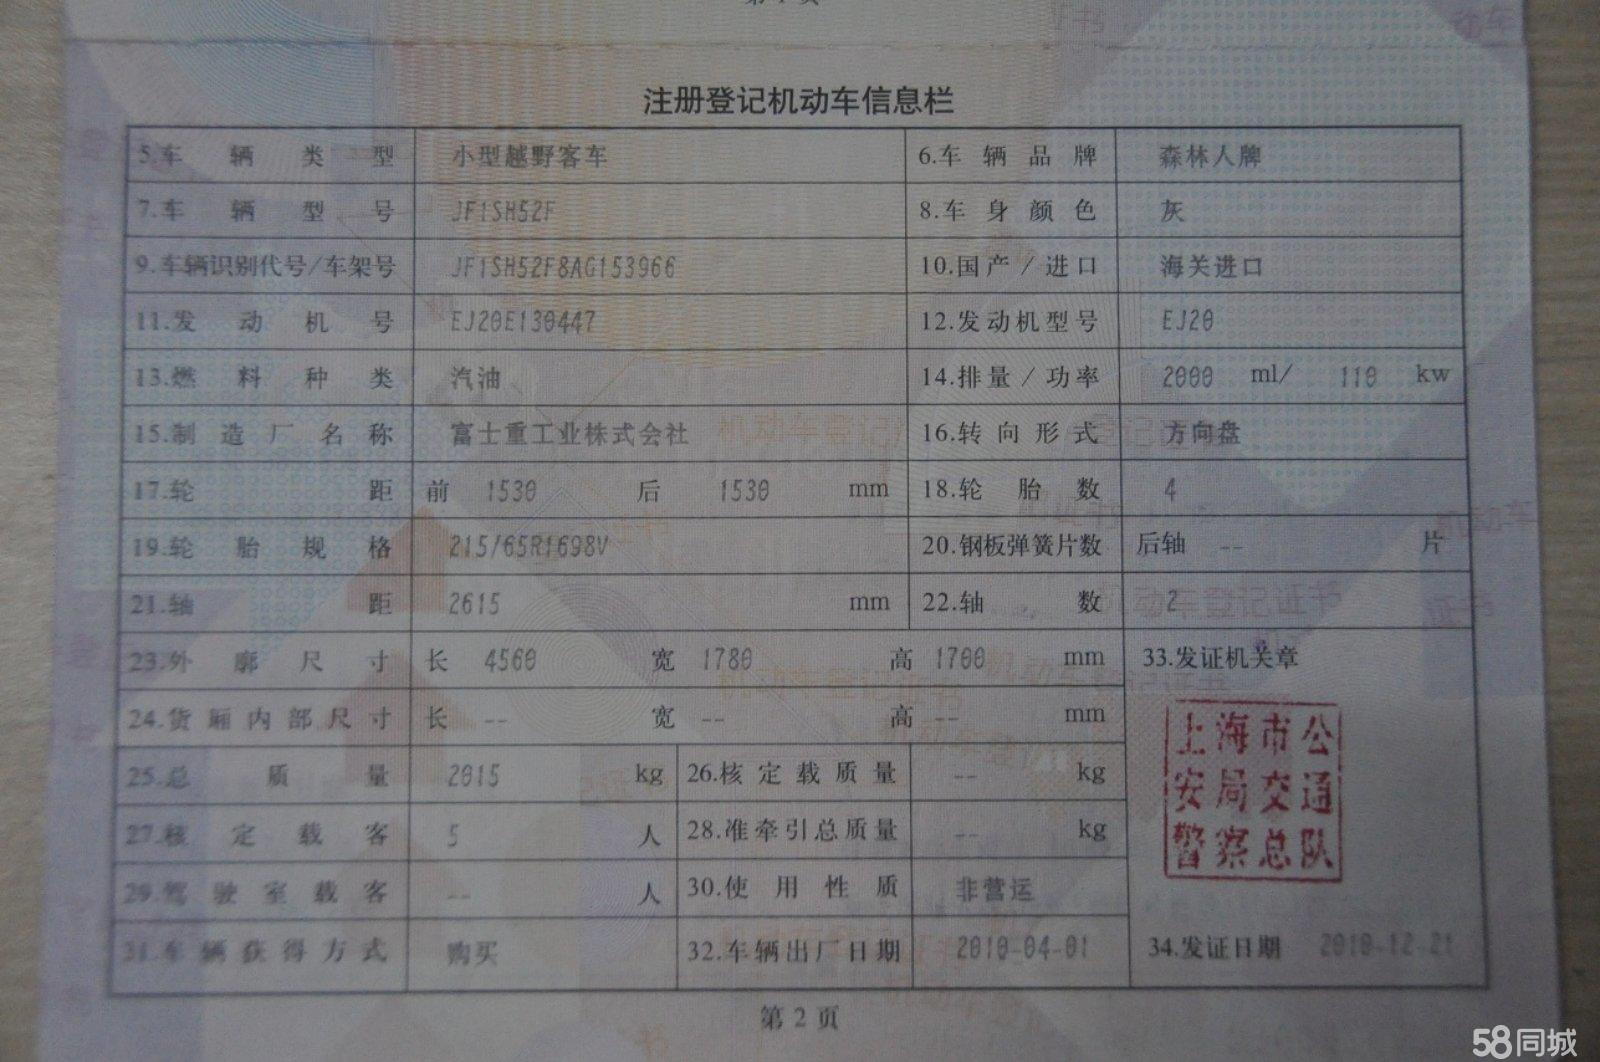 第1页
注册登记机动车信息栏
5.车辆类型 小型越野客车 6.车辆品牌 森林人牌
7.车辆型号 JF1SH52F 8.车身颜色 灰
9.车辆识别代号/车架号 JF1SH52F8AG153966 10.国产/进口 海关进口
11.发动机号 EJ20E130447 12.发动机型号 EJ20
13.燃料种类 汽油 14.排量/功率 2000 ml/ 110 kw
15.制造厂名称 富士重工业株式会社 16.转向形式 方向盘
17.轮距 前 1530 后 1530 mm 18.轮胎数 4
19.轮胎规格 215/65R1698V 20.钢板弹簧片数 后轴 -- 片
21.轴距 2615 mm 22.轴数 2
23.外廓尺寸 长 4560 宽 1780 高 1700 mm 33.发证机关章
24.货厢内部尺寸 长 -- 宽 -- 高 -- mm
上海市公
安局交通
警察总队
25.总质量 2015 kg 26.核定载质量 -- kg
27.核定载客 5 人 28.准牵引总质量 -- kg
29.驾驶室载客 -- 人 30.使用性质 非营运
31.车辆获得方式 购买 32.车辆出厂日期 2010-04-01 34.发证日期 2010-12-21
第2页
58同城